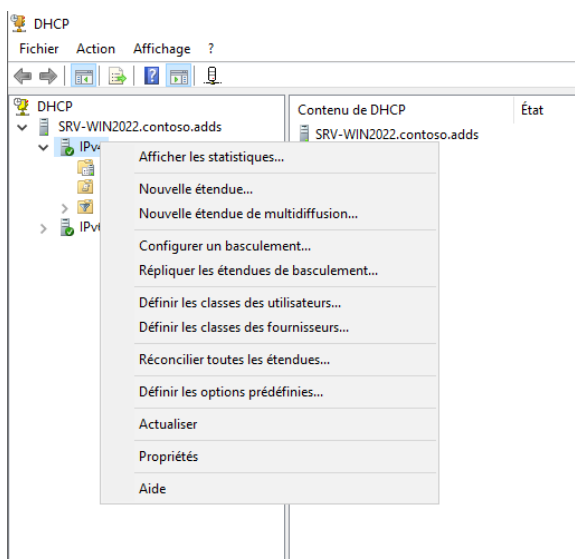 DHCP
Fichier Action Affichage ?
DHCP
SRV-WIN2022.contoso.adds
IPv4
IPv6
Contenu de DHCP État
SRV-WIN2022.contoso.adds
Afficher les statistiques...
Nouvelle étendue...
Nouvelle étendue de multidiffusion...
Configurer un basculement...
Répliquer les étendues de basculement...
Définir les classes des utilisateurs...
Définir les classes des fournisseurs...
Réconcilier toutes les étendues...
Définir les options prédéfinies...
Actualiser
Propriétés
Aide